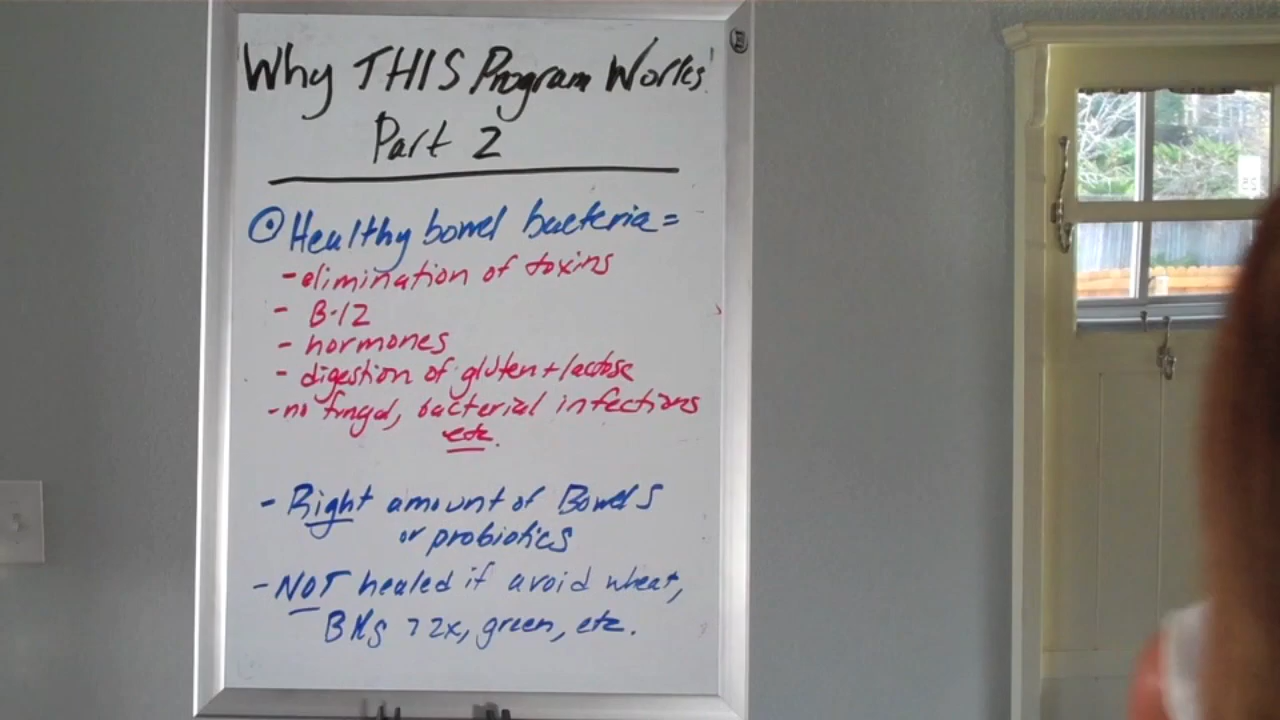 Why THIS Program Works!
Part 2
Healthy bowel bacteria =
- elimination of toxins
- B-12
- hormones
- digestion of gluten + lactose
- no fungal, bacterial infections
etc.
- Right amount of Bowel S
or probiotics
- NOT healed if avoid wheat,
BMs > 2x, green, etc.